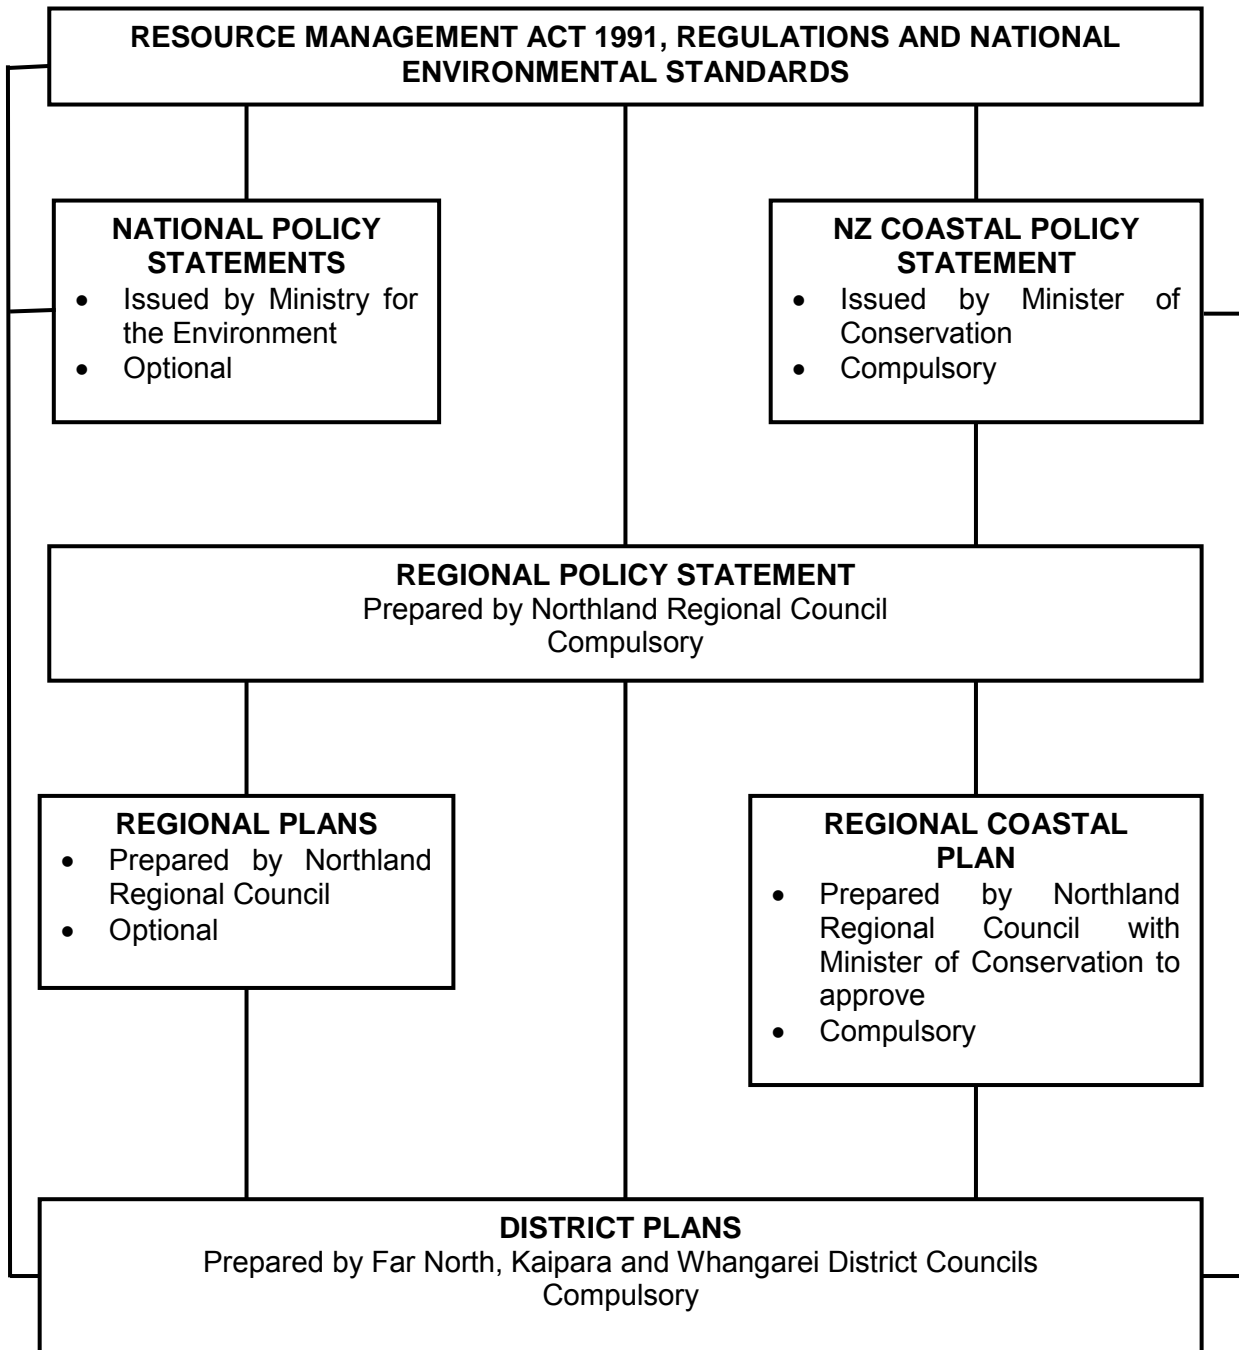 RESOURCE MANAGEMENT ACT 1991, REGULATIONS AND NATIONAL
ENVIRONMENTAL STANDARDS
NATIONAL POLICY
STATEMENTS
• Issued by Ministry for
the Environment
• Optional
NZ COASTAL POLICY
STATEMENT
• Issued by Minister of
Conservation
• Compulsory
REGIONAL POLICY STATEMENT
Prepared by Northland Regional Council
Compulsory
REGIONAL PLANS
• Prepared by Northland
Regional Council
• Optional
REGIONAL COASTAL
PLAN
• Prepared by Northland
Regional Council with
Minister of Conservation to
approve
• Compulsory
DISTRICT PLANS
Prepared by Far North, Kaipara and Whangarei District Councils
Compulsory